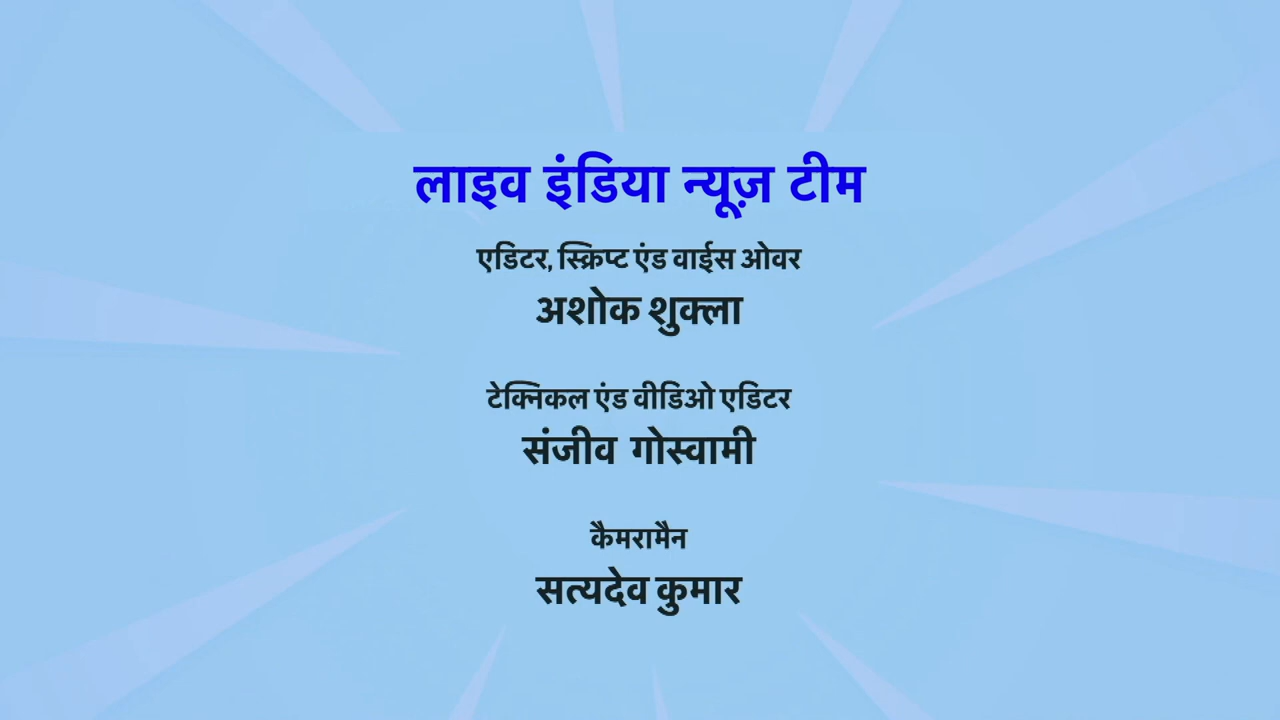 लाइव इंडिया न्यूज़ टीम
एडिटर, स्क्रिप्ट एंड वाईस ओवर
अशोक शुक्ला
टेक्निकल एंड वीडिओ एडिटर
संजीव गोस्वामी
कैमरामैन
सत्यदेव कुमार